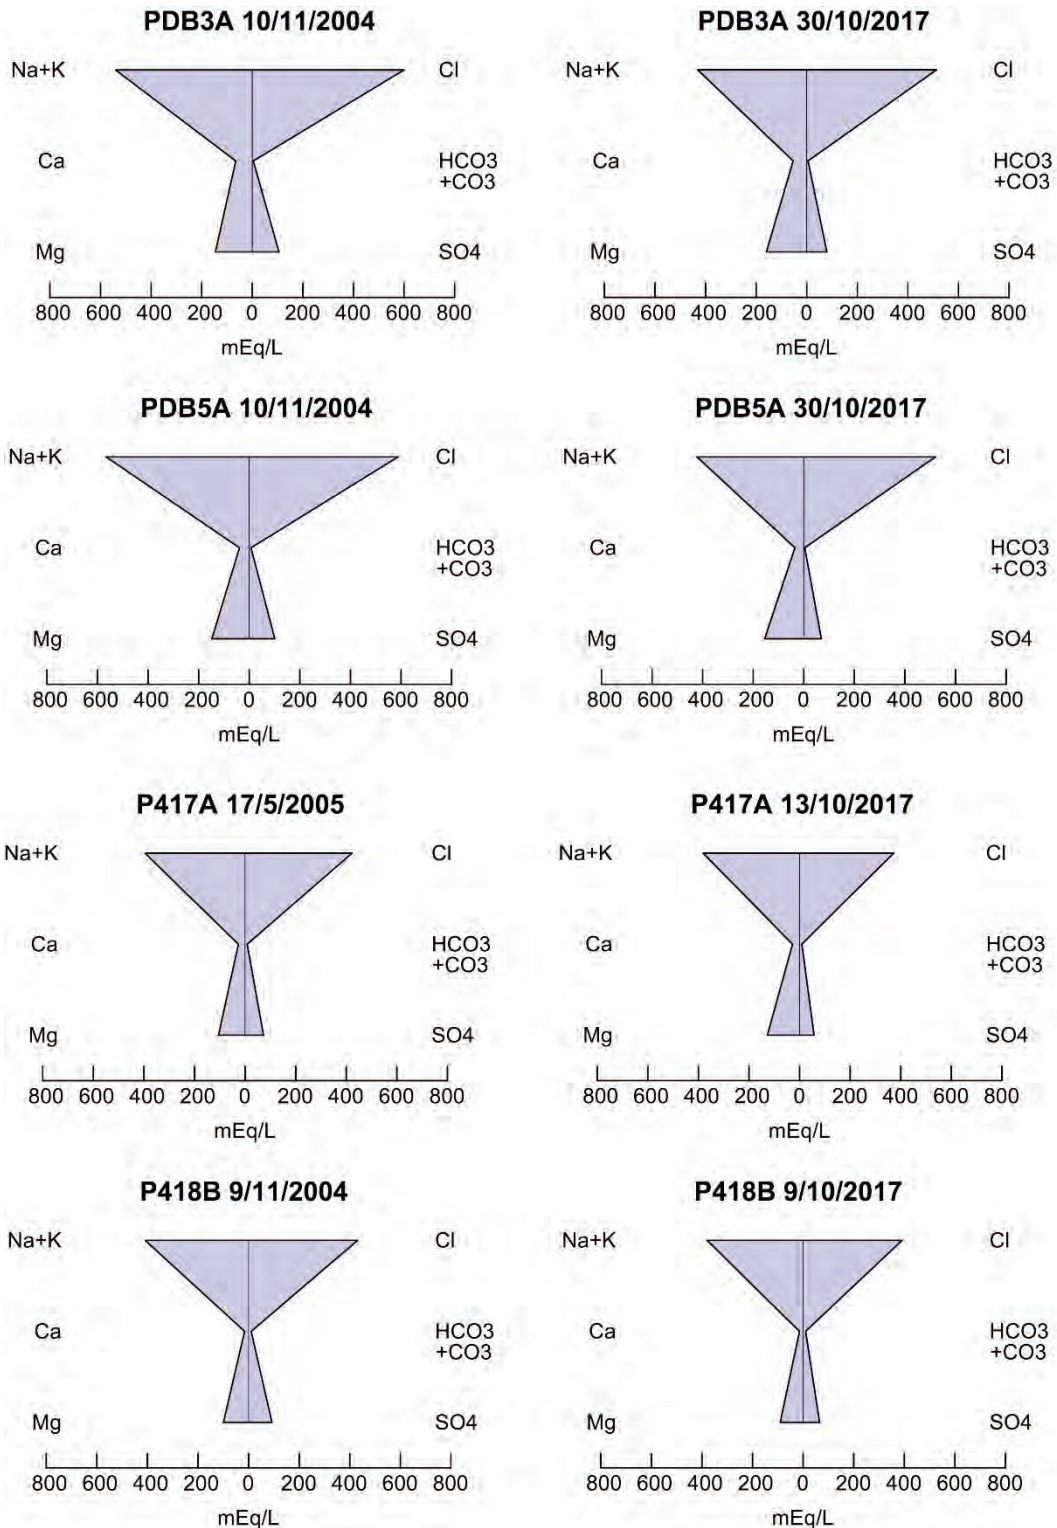 PDB3A 10/11/2004
Na+K
Cl
Ca
HCO3
+CO3
Mg
SO4
800 600 400 200 0 200 400 600 800
mEq/L
PDB3A 30/10/2017
Na+K
Cl
Ca
HCO3
+CO3
Mg
SO4
800 600 400 200 0 200 400 600 800
mEq/L
PDB5A 10/11/2004
Na+K
Cl
Ca
HCO3
+CO3
Mg
SO4
800 600 400 200 0 200 400 600 800
mEq/L
PDB5A 30/10/2017
Na+K
Cl
Ca
HCO3
+CO3
Mg
SO4
800 600 400 200 0 200 400 600 800
mEq/L
P417A 17/5/2005
Na+K
Cl
Ca
HCO3
+CO3
Mg
SO4
800 600 400 200 0 200 400 600 800
mEq/L
P417A 13/10/2017
Na+K
Cl
Ca
HCO3
+CO3
Mg
SO4
800 600 400 200 0 200 400 600 800
mEq/L
P418B 9/11/2004
Na+K
Cl
Ca
HCO3
+CO3
Mg
SO4
800 600 400 200 0 200 400 600 800
mEq/L
P418B 9/10/2017
Na+K
Cl
Ca
HCO3
+CO3
Mg
SO4
800 600 400 200 0 200 400 600 800
mEq/L